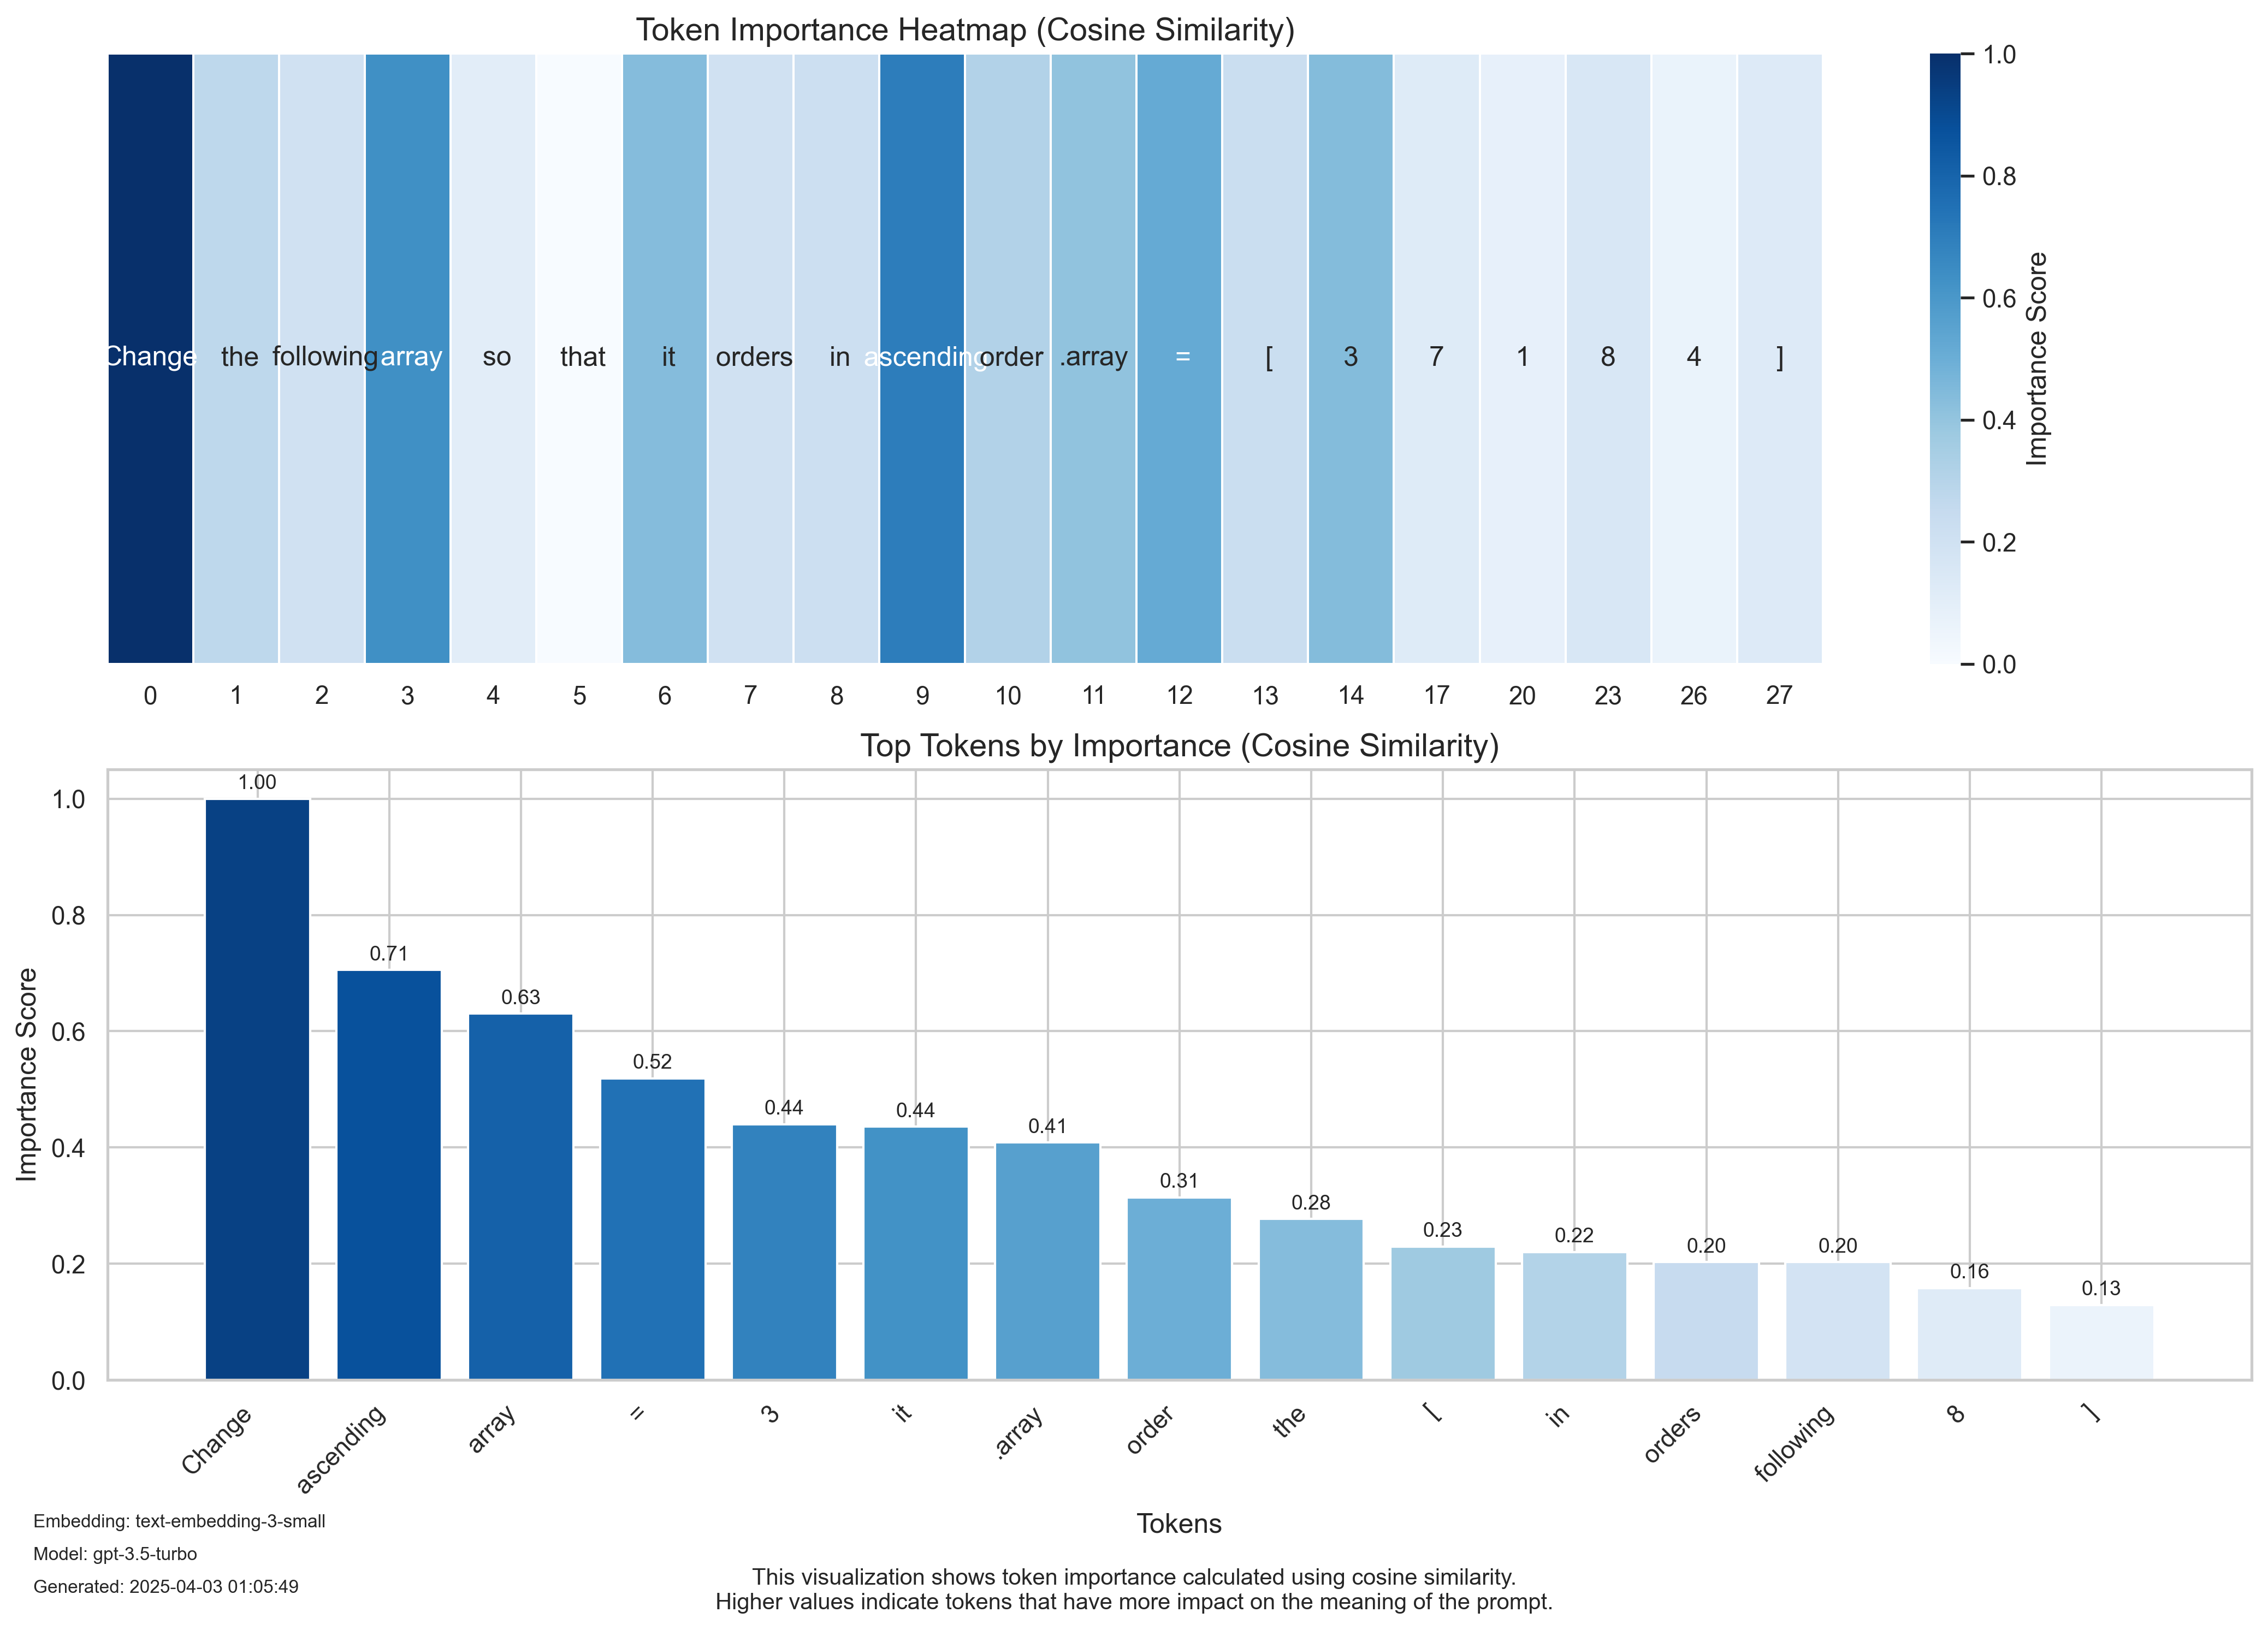 Token Importance Heatmap (Cosine Similarity)
1.0
0.8
0.6
0.4
0.2
0.0
Importance Score
Change the following array so that it orders in ascending order .array = [ 3 7 1 8 4 ]
0 1 2 3 4 5 6 7 8 9 10 11 12 13 14 17 20 23 26 27
Top Tokens by Importance (Cosine Similarity)
Importance Score
1.0
0.8
0.6
0.4
0.2
0.0
1.00 0.71 0.63 0.52 0.44 0.44 0.41 0.31 0.28 0.23 0.22 0.20 0.20 0.16 0.13
Change ascending array = 3 it .array order the [ in orders following 8 ]
Tokens
Embedding: text-embedding-3-small
Model: gpt-3.5-turbo
Generated: 2025-04-03 01:05:49
This visualization shows token importance calculated using cosine similarity.
Higher values indicate tokens that have more impact on the meaning of the prompt.